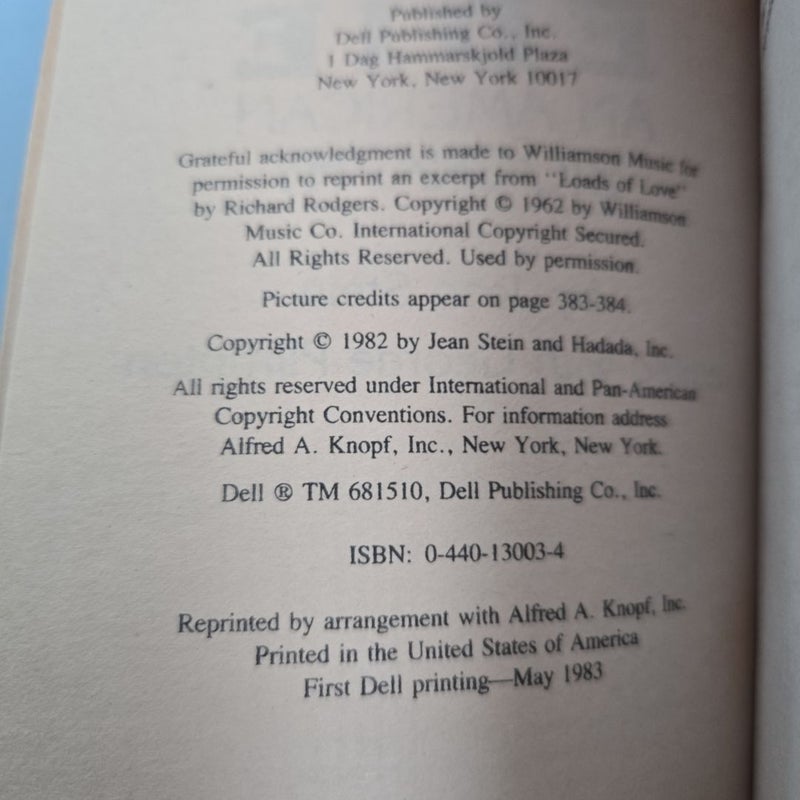 Published by
Dell Publishing Co., Inc.
1 Dag Hammarskjold Plaza
New York, New York 10017
Grateful acknowledgment is made to Williamson Music for
permission to reprint an excerpt from "Loads of Love"
by Richard Rodgers. Copyright © 1962 by Williamson
Music Co. International Copyright Secured.
All Rights Reserved. Used by permission.
Picture credits appear on page 383-384.
Copyright © 1982 by Jean Stein and Hadada, Inc.
All rights reserved under International and Pan-American
Copyright Conventions. For information address
Alfred A. Knopf, Inc., New York, New York.
Dell ® TM 681510, Dell Publishing Co., Inc.
ISBN: 0-440-13003-4
Reprinted by arrangement with Alfred A. Knopf, Inc.
Printed in the United States of America
First Dell printing—May 1983